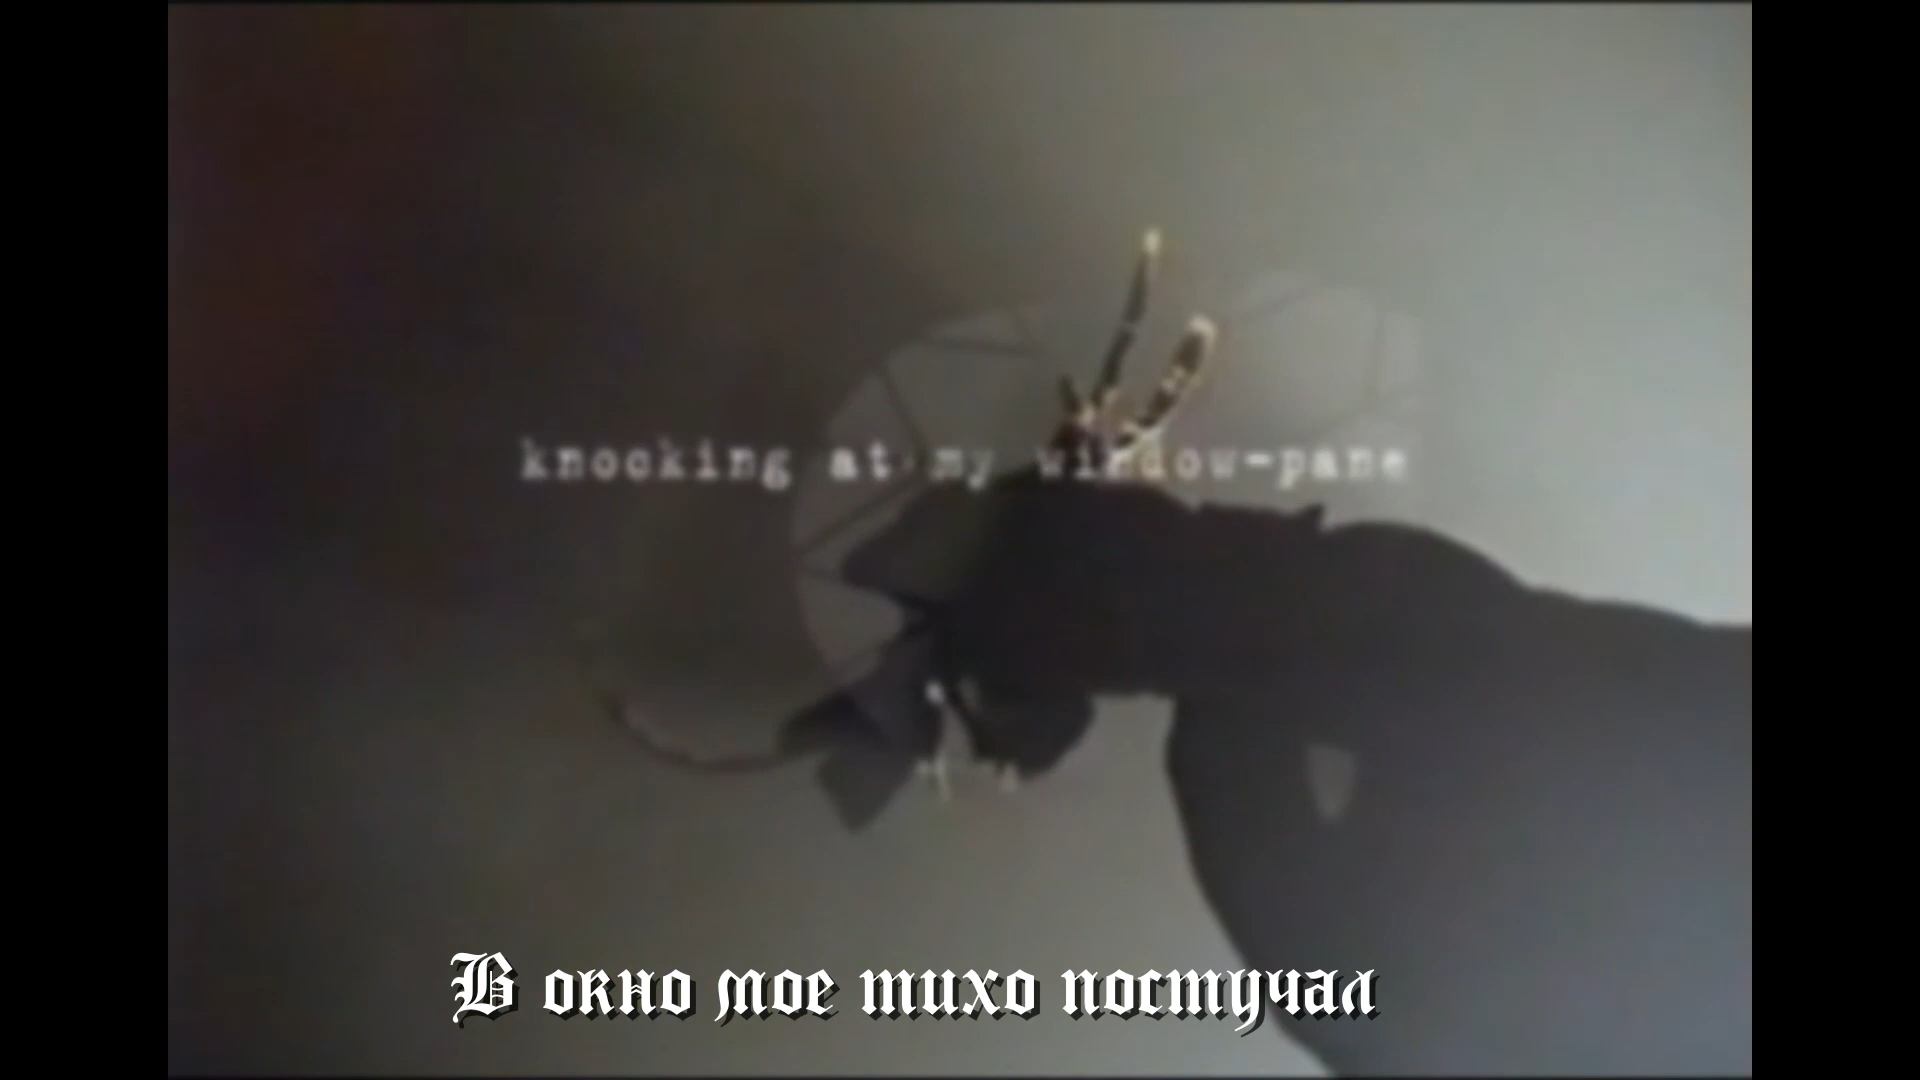 knocking at my window-pane
В окно мое тихо постучал